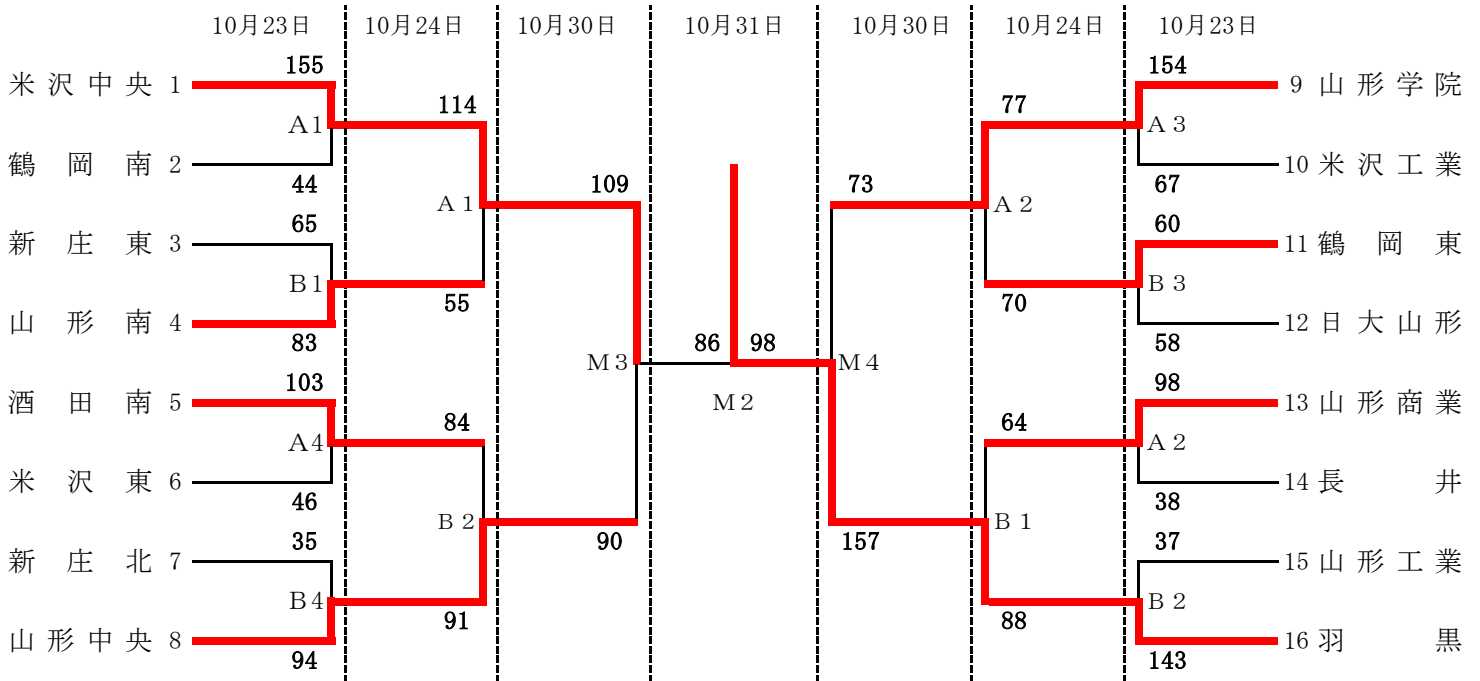 10月23日 10月24日 10月30日 10月31日 10月30日 10月24日 10月23日
155 154
米沢中央 1 114 77 9 山形学院
A1 A3
鶴岡南 2 10 米沢工業
44 109 73 67
A1 A2
65 60
新庄東 3 11 鶴岡東
B1 B3
55 70
山形南 4 12 日大山形
83 86 98 58
M3 M4
103 98
酒田南 5 M2 13 山形商業
84 64
A4 A2
米沢東 6 14 長井
46 38
B2 B1
35 90 157 37
新庄北 7 15 山形工業
B4 B2
91 88
山形中央 8 16 羽黒
94 143